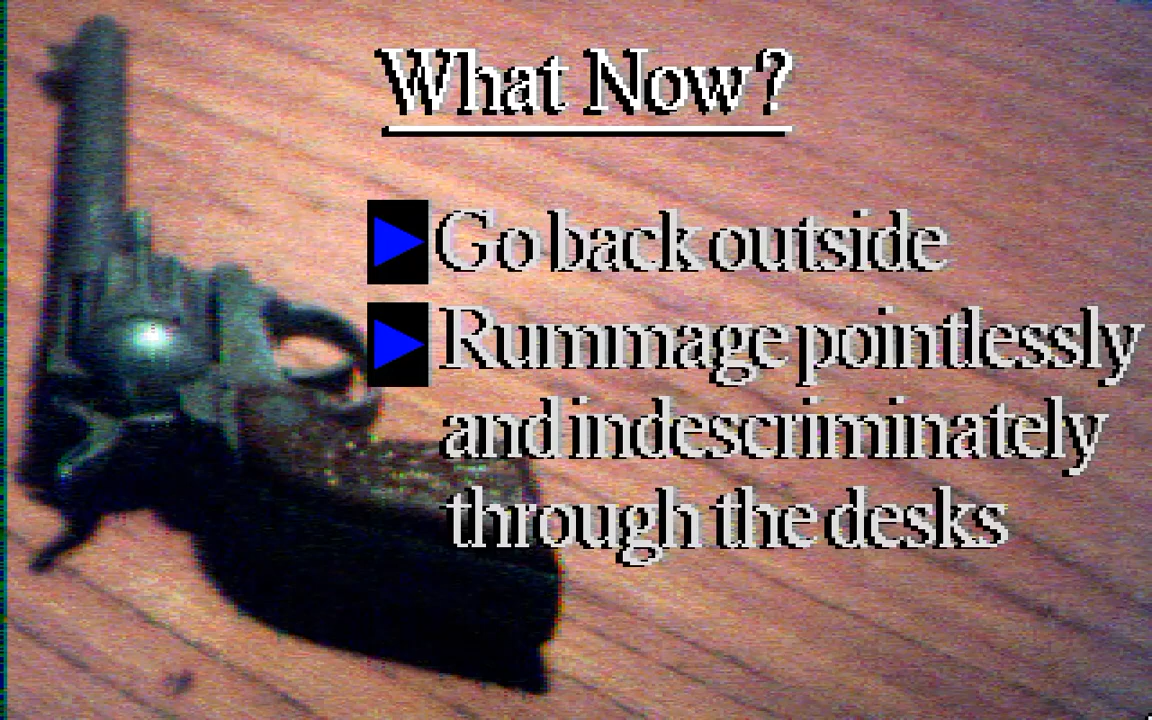 What Now?
Go back outside
Rummage pointlessly
and indescriminately
through the desks